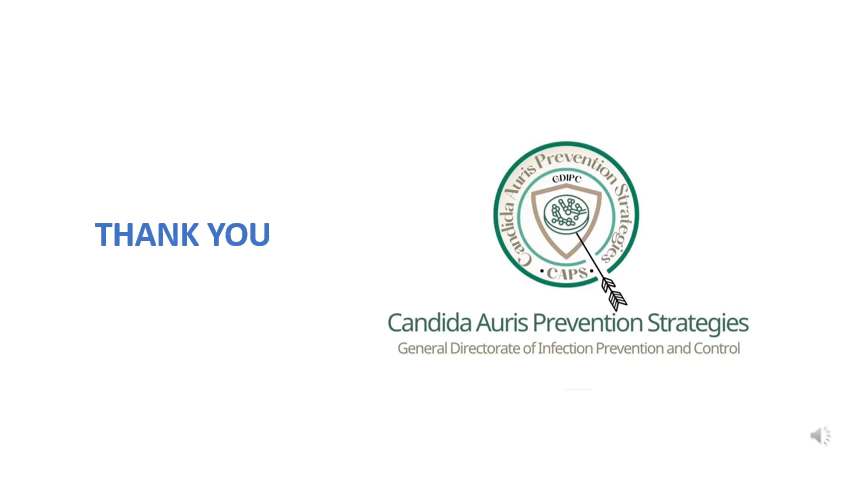 THANK YOU
Candida Auris Prevention Strategies
GDIPC
• CAPS •
Candida Auris Prevention Strategies
General Directorate of Infection Prevention and Control